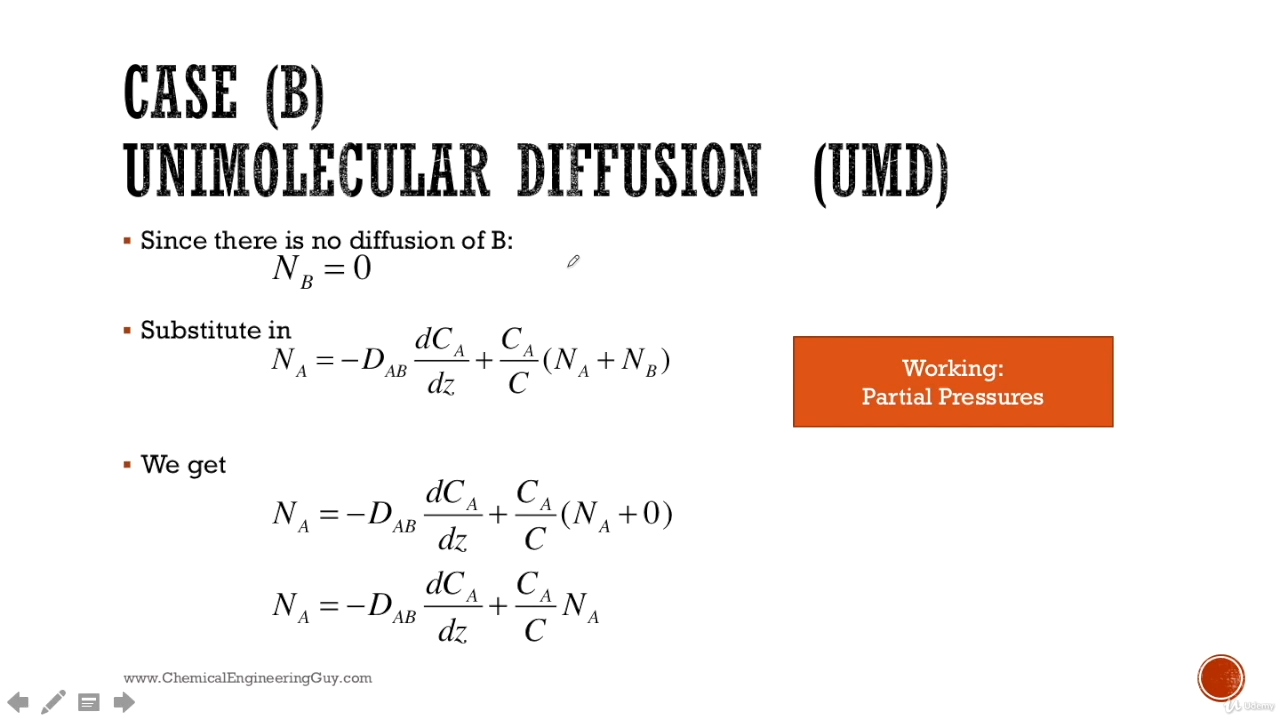 CASE (B)
UNIMOLECULAR DIFFUSION (UMD)
▪ Since there is no diffusion of B:
N_B = 0
▪ Substitute in
N_A = −D_AB dC_A/dz + C_A/C (N_A + N_B)
Working:
Partial Pressures
▪ We get
N_A = −D_AB dC_A/dz + C_A/C (N_A + 0)
N_A = −D_AB dC_A/dz + C_A/C N_A
www.ChemicalEngineeringGuy.com
Udemy